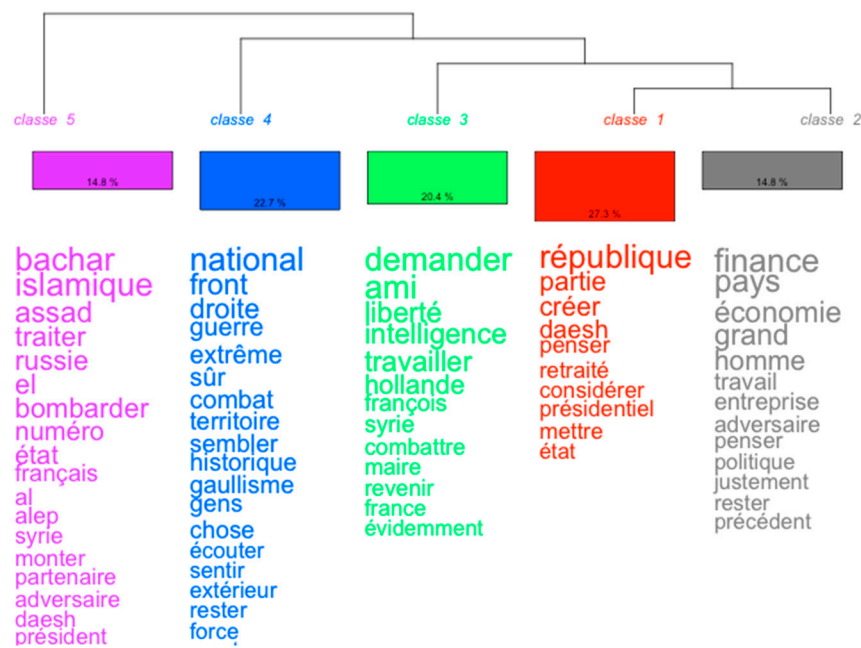 classe 5
classe 4
classe 3
classe 1
classe 2
14.8 %
22.7 %
20.4 %
27.3 %
14.8 %
bachar
islamique
assad
traiter
russie
el
bombarder
numéro
état
français
al
alep
syrie
monter
partenaire
adversaire
daesh
président
national
front
droite
guerre
extrême
sûr
combat
territoire
sembler
historique
gaullisme
gens
chose
écouter
sentir
extérieur
rester
force
demander
ami
liberté
intelligence
travailler
hollande
françois
syrie
combattre
maire
revenir
france
évidemment
république
partie
créer
daesh
penser
retraité
considérer
présidentiel
mettre
état
finance
pays
économie
grand
homme
travail
entreprise
adversaire
penser
politique
justement
rester
précédent